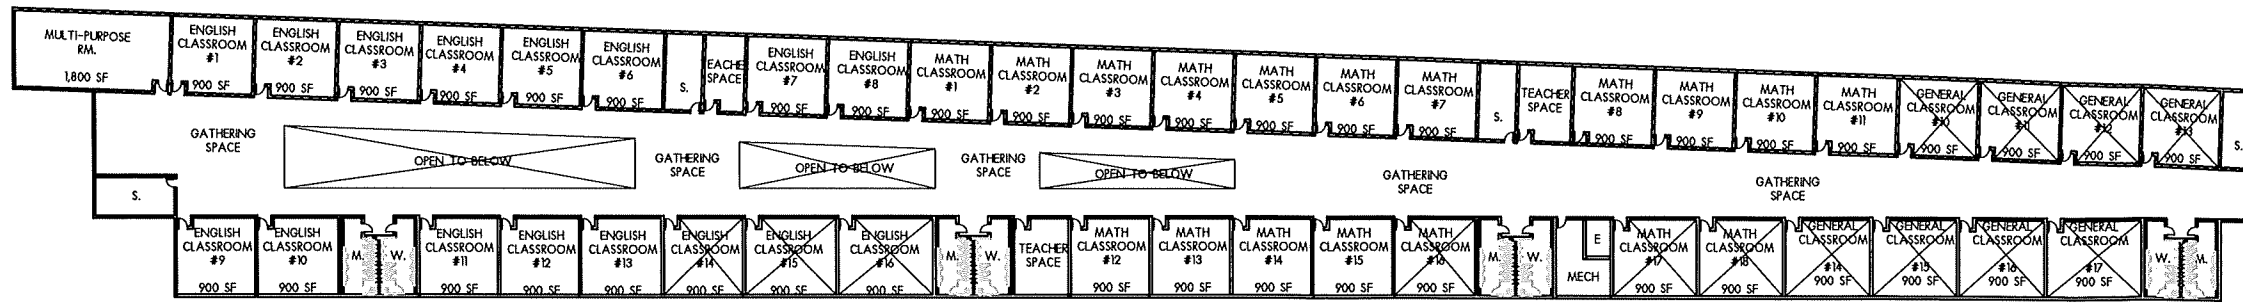 MULTI-PURPOSE
RM.
1,800 SF
ENGLISH
CLASSROOM
#1
900 SF
ENGLISH
CLASSROOM
#2
900 SF
ENGLISH
CLASSROOM
#3
900 SF
ENGLISH
CLASSROOM
#4
900 SF
ENGLISH
CLASSROOM
#5
900 SF
ENGLISH
CLASSROOM
#6
900 SF
S.
EACHE
SPACE
ENGLISH
CLASSROOM
#7
900 SF
ENGLISH
CLASSROOM
#8
900 SF
MATH
CLASSROOM
#1
900 SF
MATH
CLASSROOM
#2
900 SF
MATH
CLASSROOM
#3
900 SF
MATH
CLASSROOM
#4
900 SF
MATH
CLASSROOM
#5
900 SF
MATH
CLASSROOM
#6
900 SF
MATH
CLASSROOM
#7
900 SF
S.
TEACHER
SPACE
MATH
CLASSROOM
#8
900 SF
MATH
CLASSROOM
#9
900 SF
MATH
CLASSROOM
#10
900 SF
MATH
CLASSROOM
#11
900 SF
GENERAL
CLASSROOM
#10
900 SF
GENERAL
CLASSROOM
#11
900 SF
GENERAL
CLASSROOM
#12
900 SF
GENERAL
CLASSROOM
#13
900 SF
S.
GATHERING
SPACE
OPEN TO BELOW
GATHERING
SPACE
OPEN TO BELOW
GATHERING
SPACE
OPEN TO BELOW
GATHERING
SPACE
GATHERING
SPACE
S.
ENGLISH
CLASSROOM
#9
900 SF
ENGLISH
CLASSROOM
#10
900 SF
M.
W.
ENGLISH
CLASSROOM
#11
900 SF
ENGLISH
CLASSROOM
#12
900 SF
ENGLISH
CLASSROOM
#13
900 SF
ENGLISH
CLASSROOM
#14
900 SF
ENGLISH
CLASSROOM
#15
900 SF
ENGLISH
CLASSROOM
#16
900 SF
M.
W.
TEACHER
SPACE
MATH
CLASSROOM
#12
900 SF
MATH
CLASSROOM
#13
900 SF
MATH
CLASSROOM
#14
900 SF
MATH
CLASSROOM
#15
900 SF
MATH
CLASSROOM
#16
900 SF
M.
W.
E
MECH
MATH
CLASSROOM
#17
900 SF
MATH
CLASSROOM
#18
900 SF
GENERAL
CLASSROOM
#14
900 SF
GENERAL
CLASSROOM
#15
900 SF
GENERAL
CLASSROOM
#16
900 SF
GENERAL
CLASSROOM
#17
900 SF
W.
M.